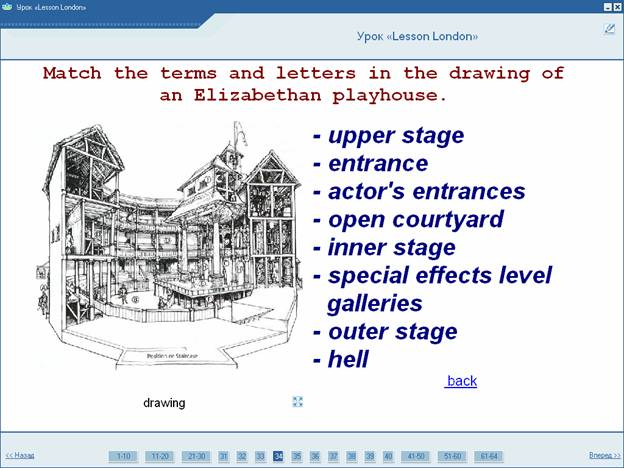 Урок «Lesson London»
Урок «Lesson London»
Match the terms and letters in the drawing of
an Elizabethan playhouse.
- upper stage
- entrance
- actor's entrances
- open courtyard
- inner stage
- special effects level
galleries
- outer stage
- hell
back
Position or Staircase
drawing
<< Назад
1-10 11-20 21-30 31 32 33 34 35 36 37 38 39 40 41-50 51-60 61-64
Вперед >>